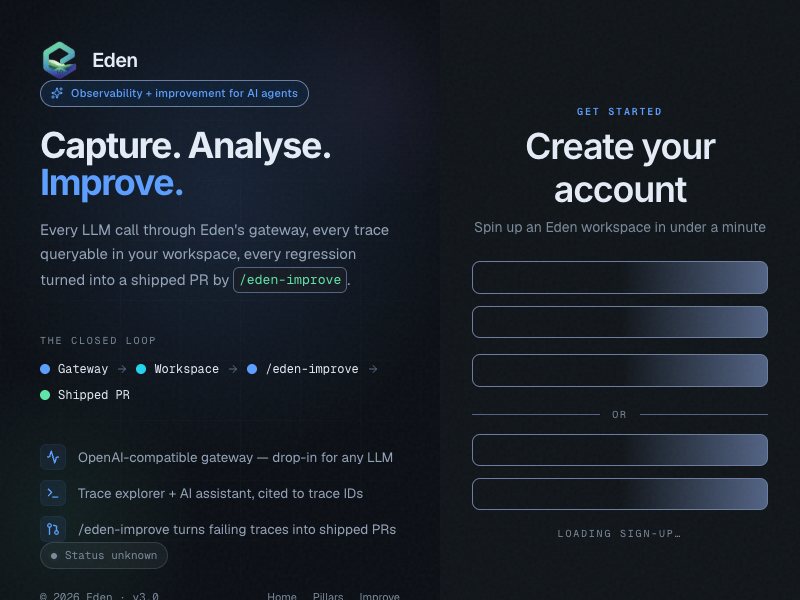 Eden
Observability + improvement for AI agents
Capture. Analyse.
Improve.
Every LLM call through Eden's gateway, every trace
queryable in your workspace, every regression
turned into a shipped PR by /eden-improve.
THE CLOSED LOOP
Gateway → Workspace → /eden-improve →
Shipped PR
OpenAI-compatible gateway — drop-in for any LLM
Trace explorer + AI assistant, cited to trace IDs
/eden-improve turns failing traces into shipped PRs
Status unknown
© 2026 Eden · v3.0
Home Pillars Improve
GET STARTED
Create your
account
Spin up an Eden workspace in under a minute
OR
LOADING SIGN-UP…